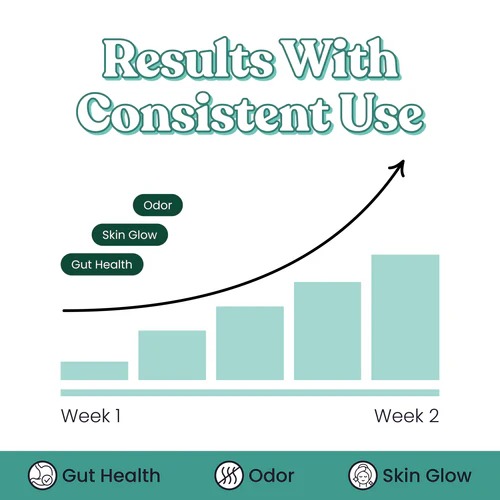 Results With
Consistent Use
Odor
Skin Glow
Gut Health
Week 1
Week 2
Gut Health
Odor
Skin Glow